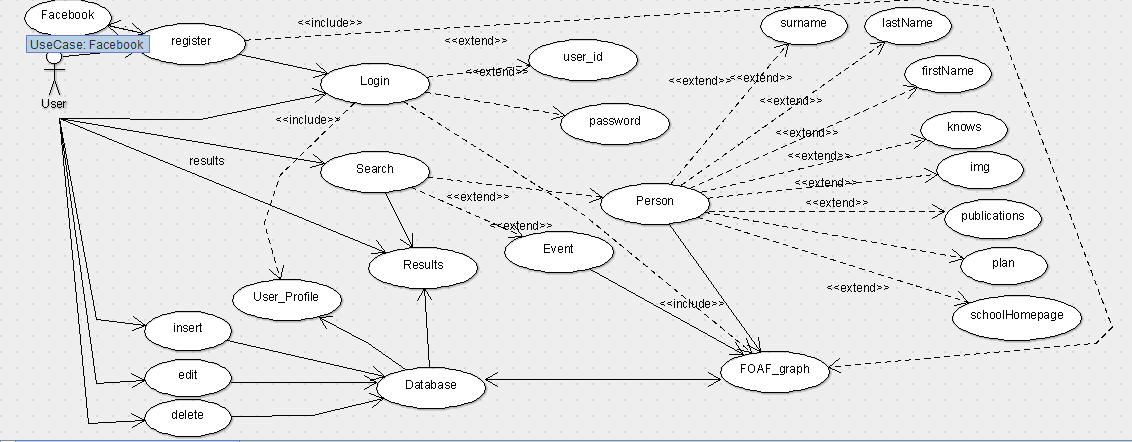 Facebook
surname
lastName
<<include>>
register
<<extend>>
UseCase: Facebook
user_id
firstName
<<extend>>
<<extend>>
<<extend>>
Login
<<extend>>
User
<<include>>
password
<<extend>>
knows
results
<<extend>>
Search
img
<<extend>>
<<extend>>
Person
<<extend>>
publications
<<extend>>
Event
Results
plan
<<extend>>
User_Profile
<<include>>
schoolHomepage
insert
FOAF_graph
edit
Database
delete